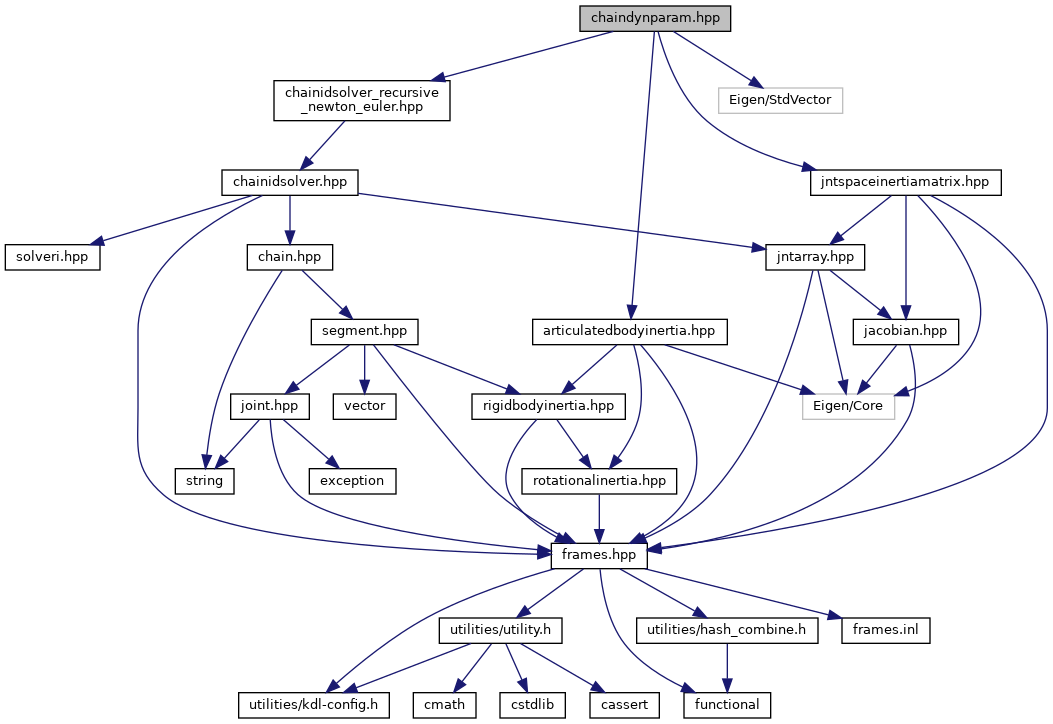 chaindynparam.hpp
chainidsolver_recursive
_newton_euler.hpp
Eigen/StdVector
chainidsolver.hpp
jntspaceinertiamatrix.hpp
solveri.hpp
chain.hpp
jntarray.hpp
segment.hpp
articulatedbodyinertia.hpp
jacobian.hpp
joint.hpp
vector
rigidbodyinertia.hpp
Eigen/Core
string
exception
rotationalinertia.hpp
frames.hpp
utilities/utility.h
utilities/hash_combine.h
frames.inl
utilities/kdl-config.h
cmath
cstdlib
cassert
functional